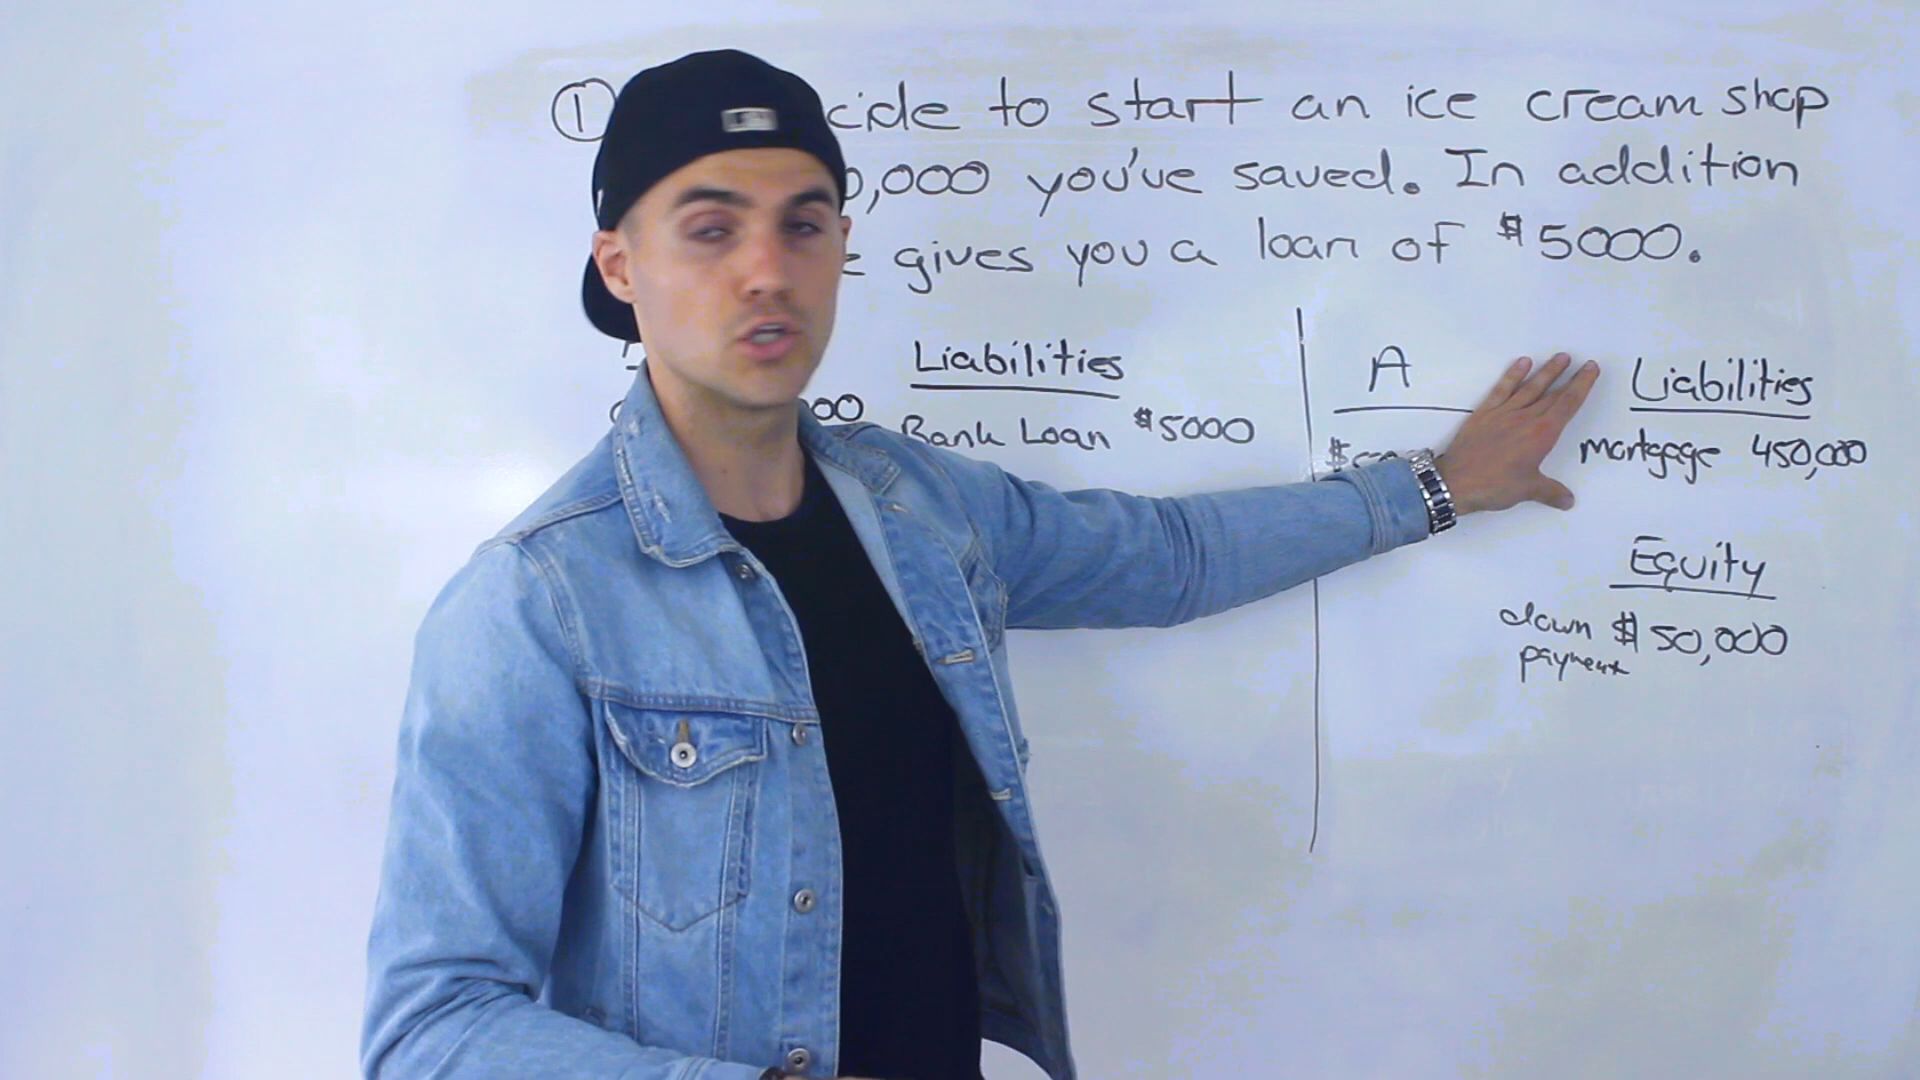 ① cide to start an ice cream shop
0,000 you've saved. In addition
gives you a loan of $5000.
Liabilities
00
Bank Loan $5000
A
Liabilities
mortgage 450,000
Equity
down $50,000
payment